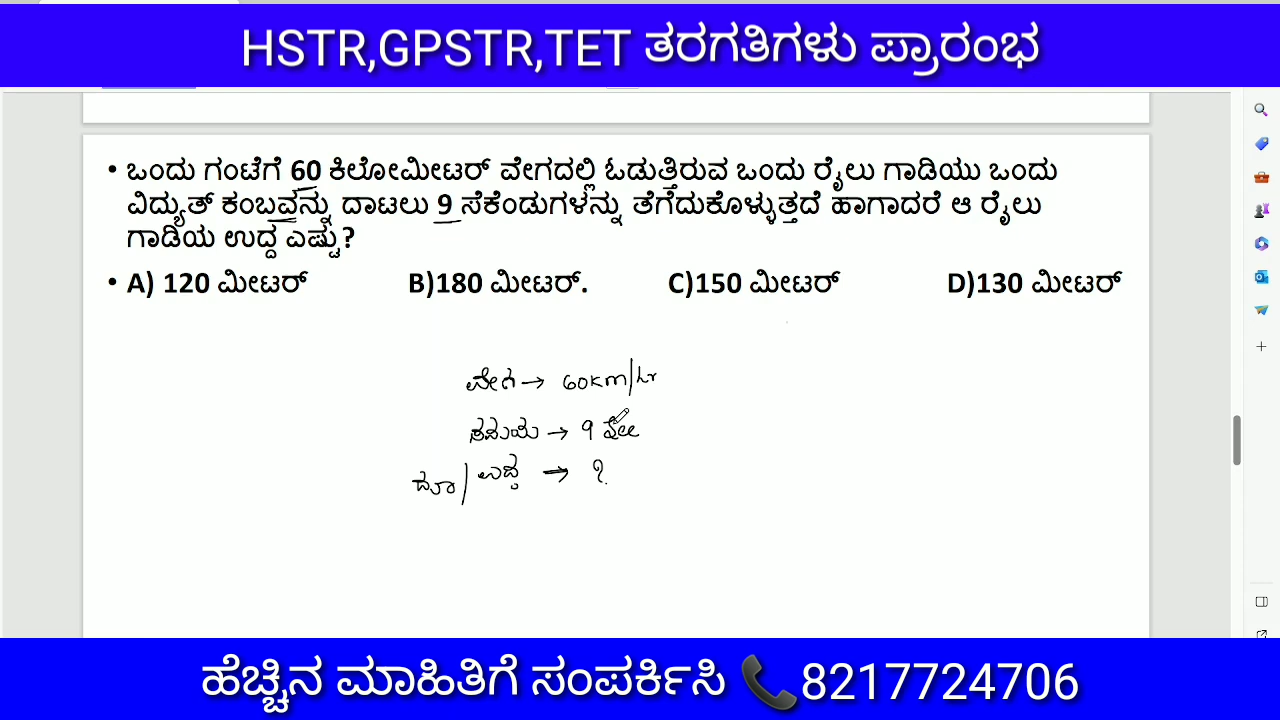 HSTR,GPSTR,TET ತರಗತಿಗಳು ಪ್ರಾರಂಭ
• ಒಂದು ಗಂಟೆಗೆ 60 ಕಿಲೋಮೀಟರ್ ವೇಗದಲ್ಲಿ ಓಡುತ್ತಿರುವ ಒಂದು ರೈಲು ಗಾಡಿಯು ಒಂದು
ವಿದ್ಯುತ್ ಕಂಬವನ್ನು ದಾಟಲು 9 ಸೆಕೆಂಡುಗಳನ್ನು ತೆಗೆದುಕೊಳ್ಳುತ್ತದೆ ಹಾಗಾದರೆ ಆ ರೈಲು
ಗಾಡಿಯ ಉದ್ದ ಎಷ್ಟು?
• A) 120 ಮೀಟರ್ B)180 ಮೀಟರ್. C)150 ಮೀಟರ್ D)130 ಮೀಟರ್
ವೇಗ → 60km/hr
ಸಮಯ → 9
ದೂ/ ಉದ್ದ → ?
ಹೆಚ್ಚಿನ ಮಾಹಿತಿಗೆ ಸಂಪರ್ಕಿಸಿ 📞8217724706